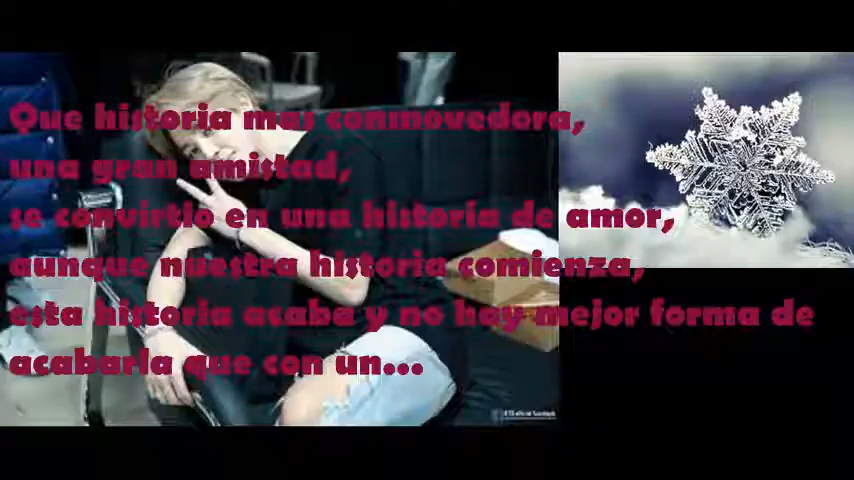 Que historia mas conmovedora,
una gran amistad,
se convirtio en una historia de amor,
aunque nuestra historia comienza,
esta historia acaba y no hay mejor forma de
acabarla que con un...